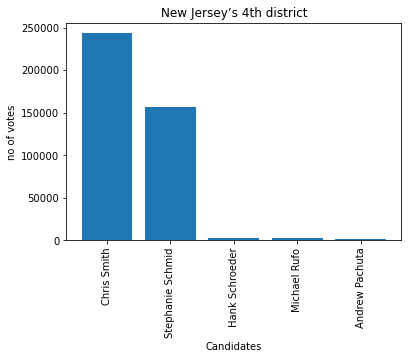 New Jersey’s 4th district
no of votes
250000
200000
150000
100000
50000
0
Chris Smith
Stephanie Schmid
Hank Schroeder
Michael Rufo
Andrew Pachuta
Candidates